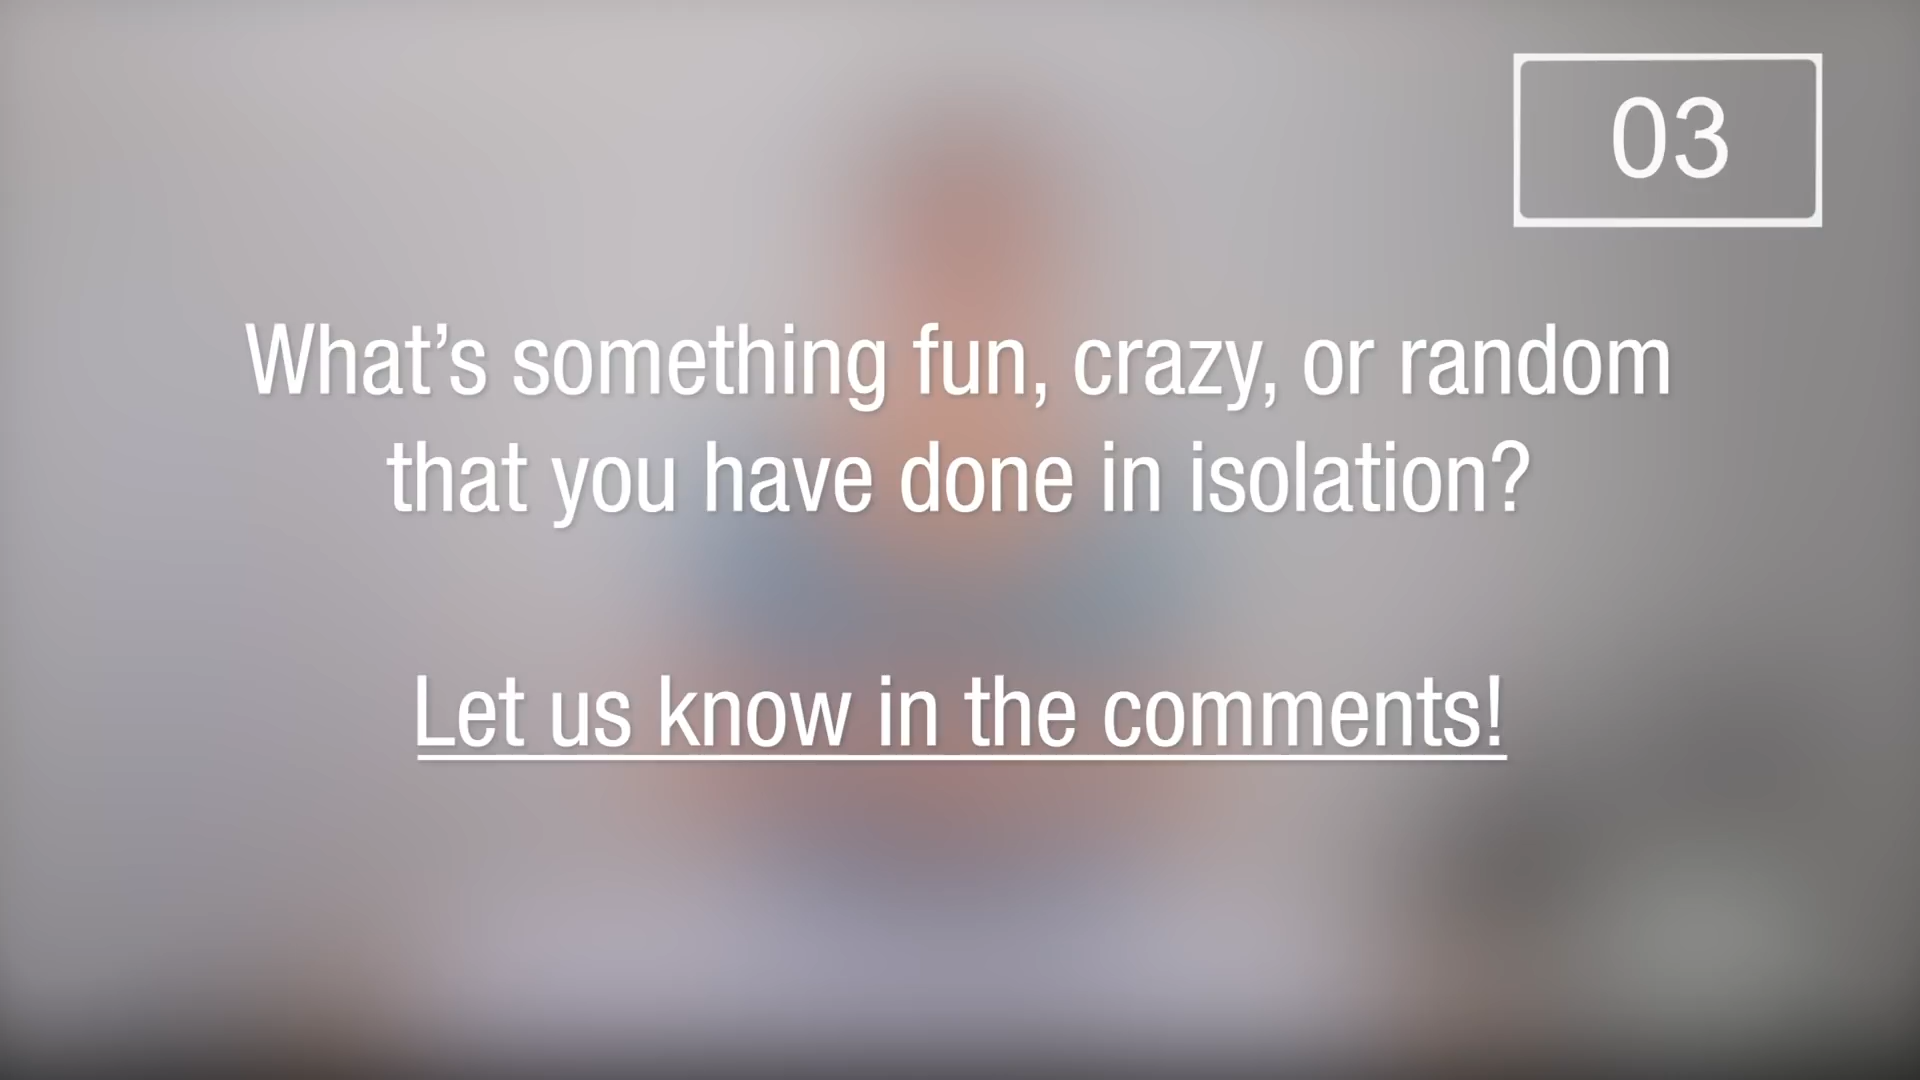 03
What’s something fun, crazy, or random
that you have done in isolation?
Let us know in the comments!